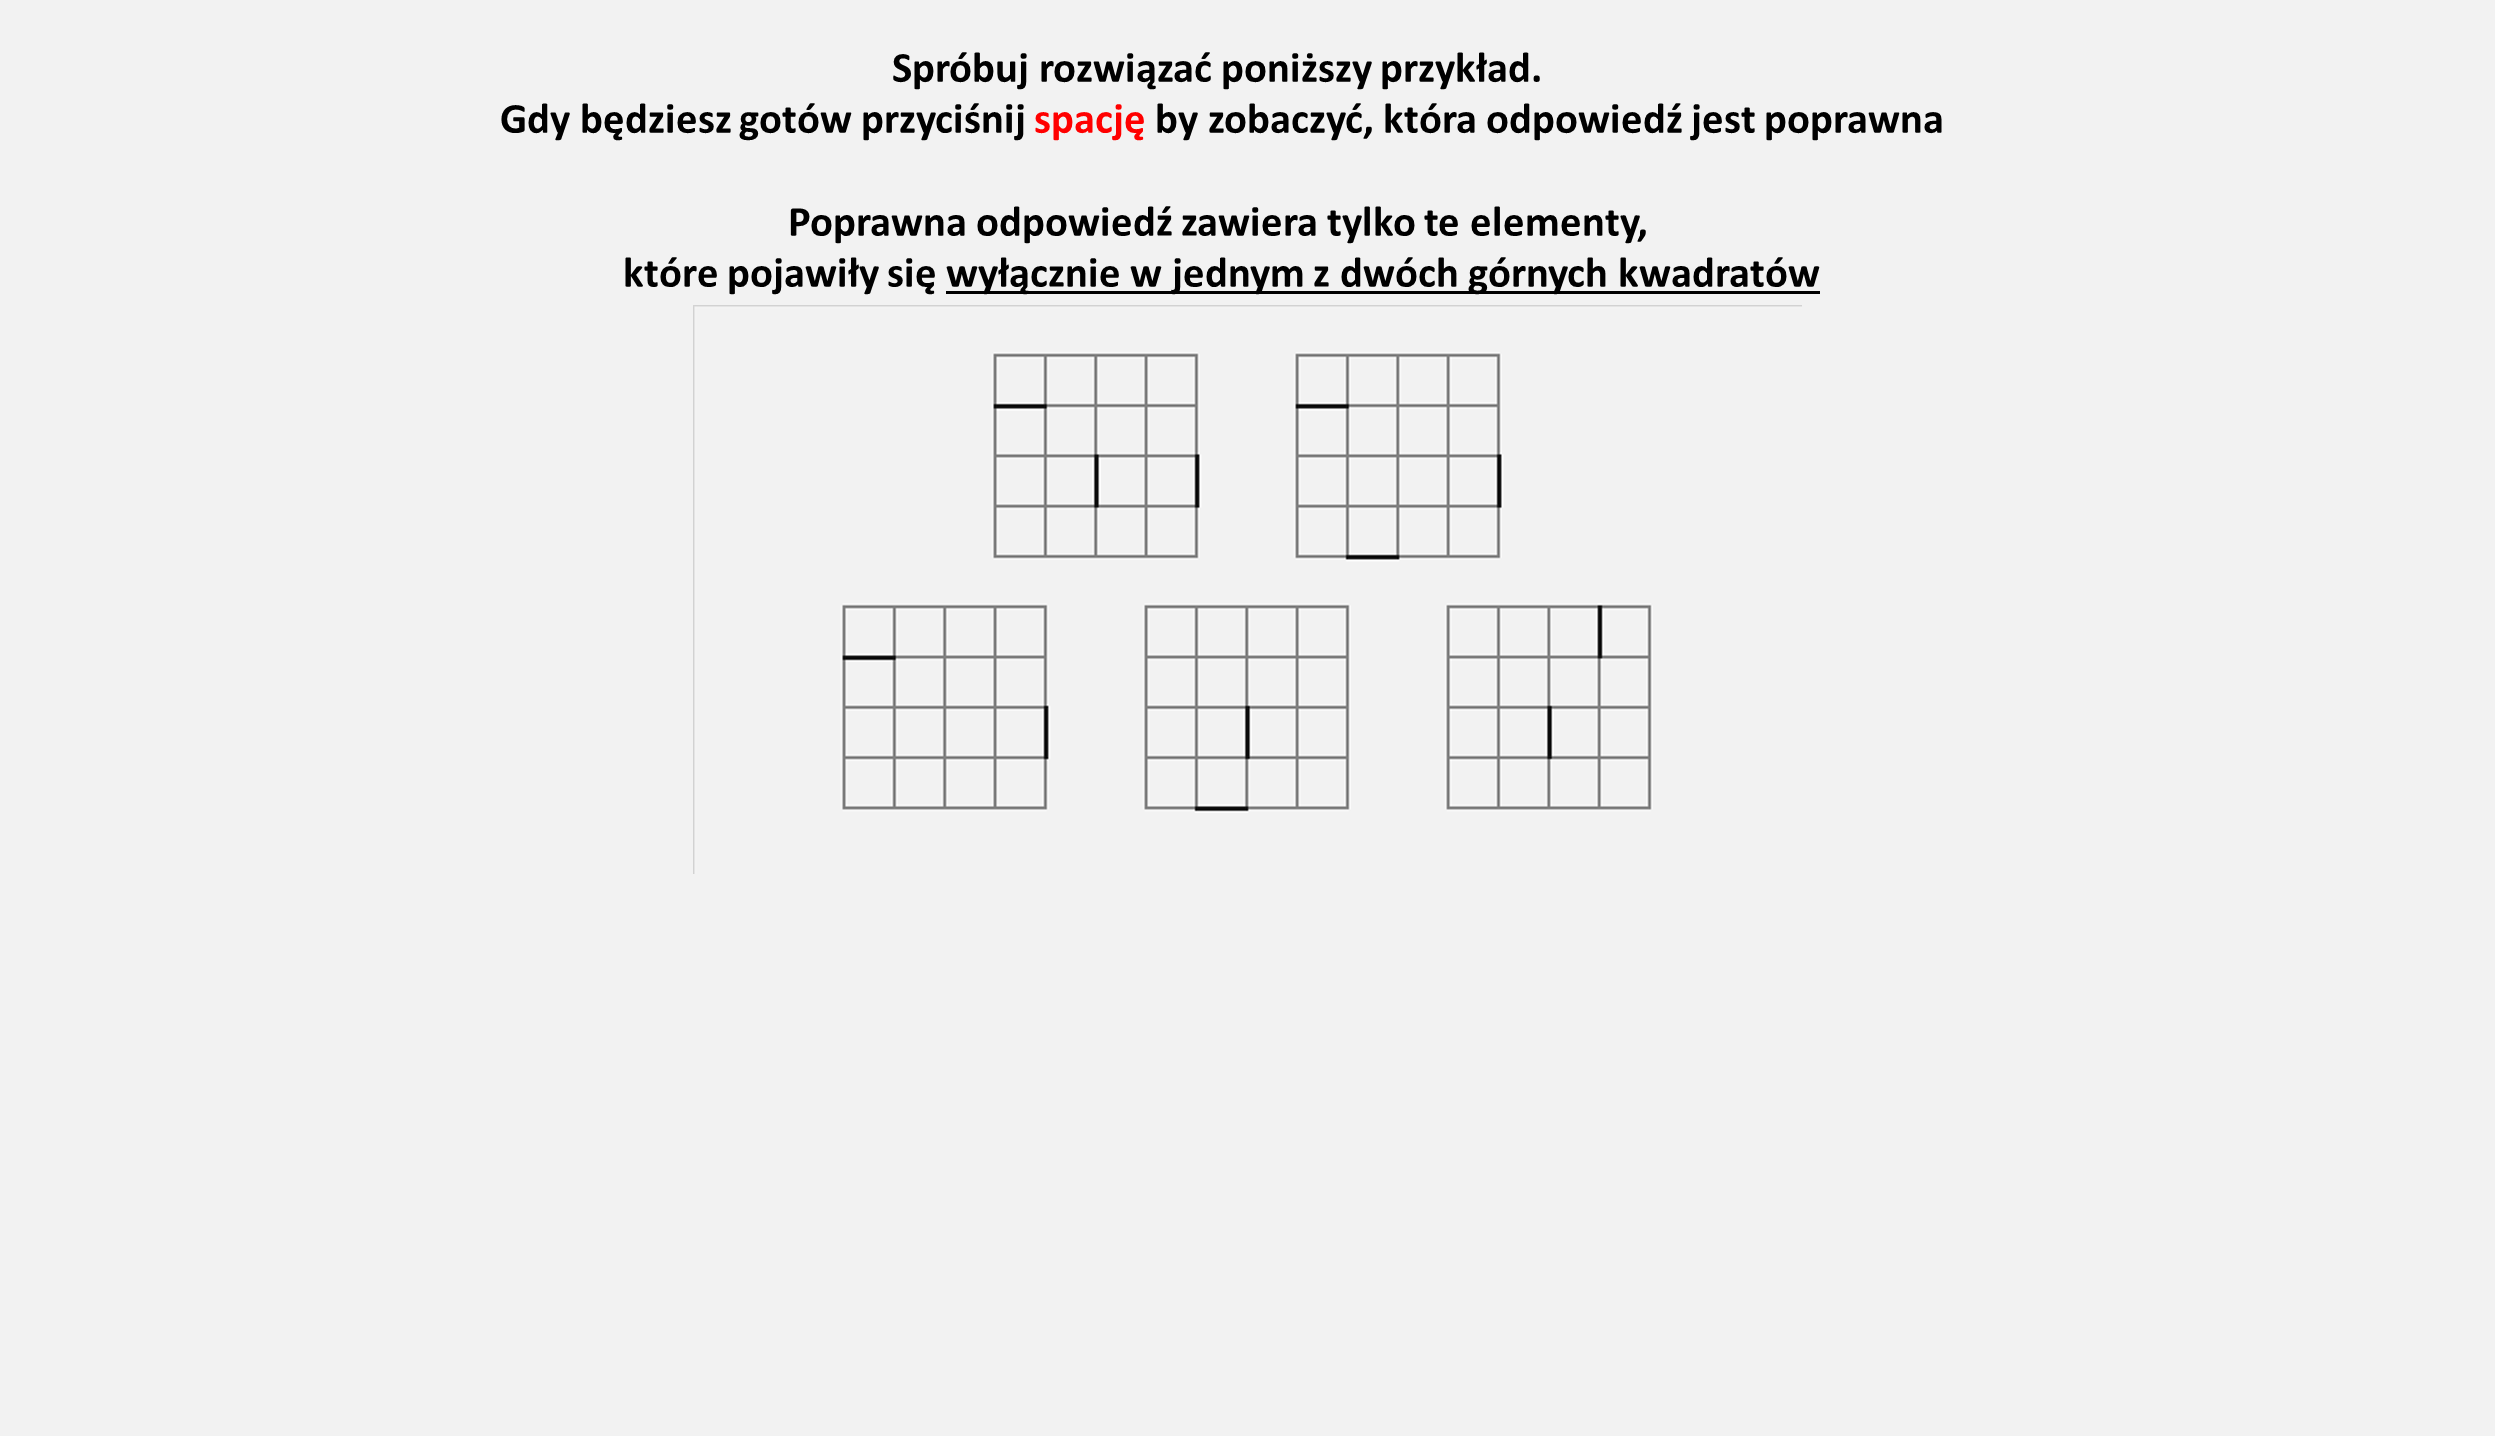 Spróbuj rozwiązać poniższy przykład.
Gdy będziesz gotów przyciśnij spację by zobaczyć, która odpowiedź jest poprawna
Poprawna odpowiedź zawiera tylko te elementy,
które pojawiły sie wyłącznie w jednym z dwóch górnych kwadratów